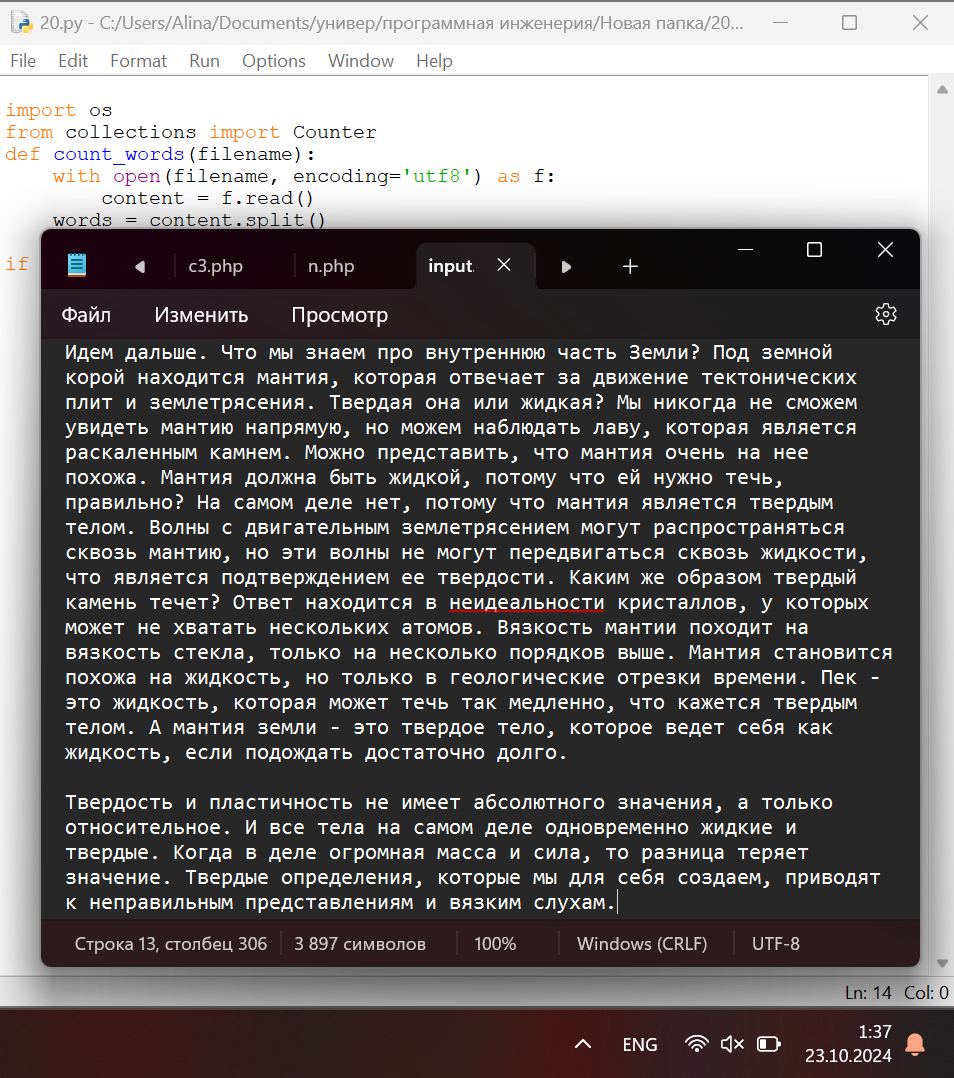 20.py - C:/Users/Alina/Documents/универ/программная инженерия/Новая папка/20...
File Edit Format Run Options Window Help
import os
from collections import Counter
def count_words(filename):
with open(filename, encoding='utf8') as f:
content = f.read()
words = content.split()
if
c3.php n.php input.
Файл Изменить Просмотр
Идем дальше. Что мы знаем про внутреннюю часть Земли? Под земной
корой находится мантия, которая отвечает за движение тектонических
плит и землетрясения. Твердая она или жидкая? Мы никогда не сможем
увидеть мантию напрямую, но можем наблюдать лаву, которая является
раскаленным камнем. Можно представить, что мантия очень на нее
похожа. Мантия должна быть жидкой, потому что ей нужно течь,
правильно? На самом деле нет, потому что мантия является твердым
телом. Волны с двигательным землетрясением могут распространяться
сквозь мантию, но эти волны не могут передвигаться сквозь жидкости,
что является подтверждением ее твердости. Каким же образом твердый
камень течет? Ответ находится в неидеальности кристаллов, у которых
может не хватать нескольких атомов. Вязкость мантии походит на
вязкость стекла, только на несколько порядков выше. Мантия становится
похожа на жидкость, но только в геологические отрезки времени. Пек -
это жидкость, которая может течь так медленно, что кажется твердым
телом. А мантия земли - это твердое тело, которое ведет себя как
жидкость, если подождать достаточно долго.
Твердость и пластичность не имеет абсолютного значения, а только
относительное. И все тела на самом деле одновременно жидкие и
твердые. Когда в деле огромная масса и сила, то разница теряет
значение. Твердые определения, которые мы для себя создаем, приводят
к неправильным представлениям и вязким слухам.
Строка 13, столбец 306 3 897 символов 100% Windows (CRLF) UTF-8
Ln: 14 Col: 0
ENG
1:37
23.10.2024